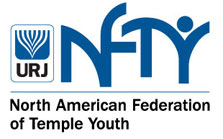 URJ NFTY
North American Federation
of Temple Youth